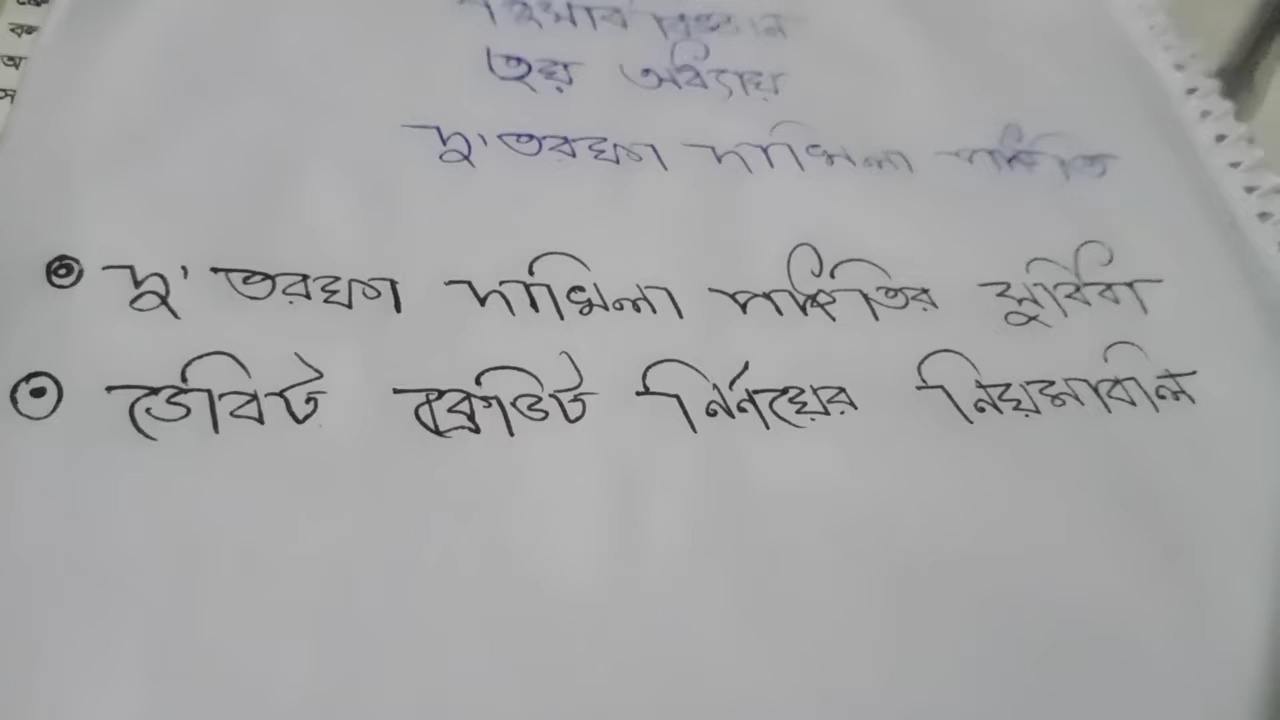 হিসাব বিজ্ঞান
৩য় অধ্যায়
দু'তরফা দাখিলা পদ্ধতি
দু' তরফা দাখিলা পদ্ধতির সুবিধা
ডেবিট ক্রেডিট নির্ণয়ের নিয়মাবলি